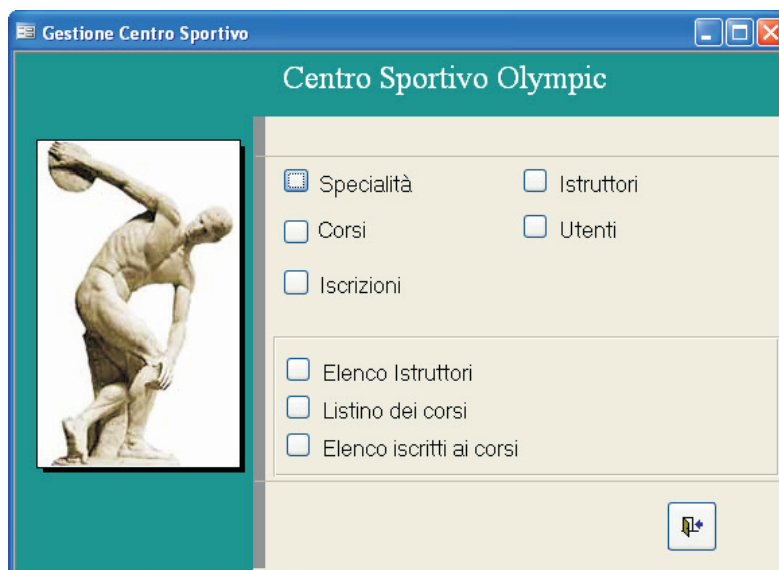 Gestione Centro Sportivo
Centro Sportivo Olympic
Specialità
Istruttori
Corsi
Utenti
Iscrizioni
Elenco Istruttori
Listino dei corsi
Elenco iscritti ai corsi